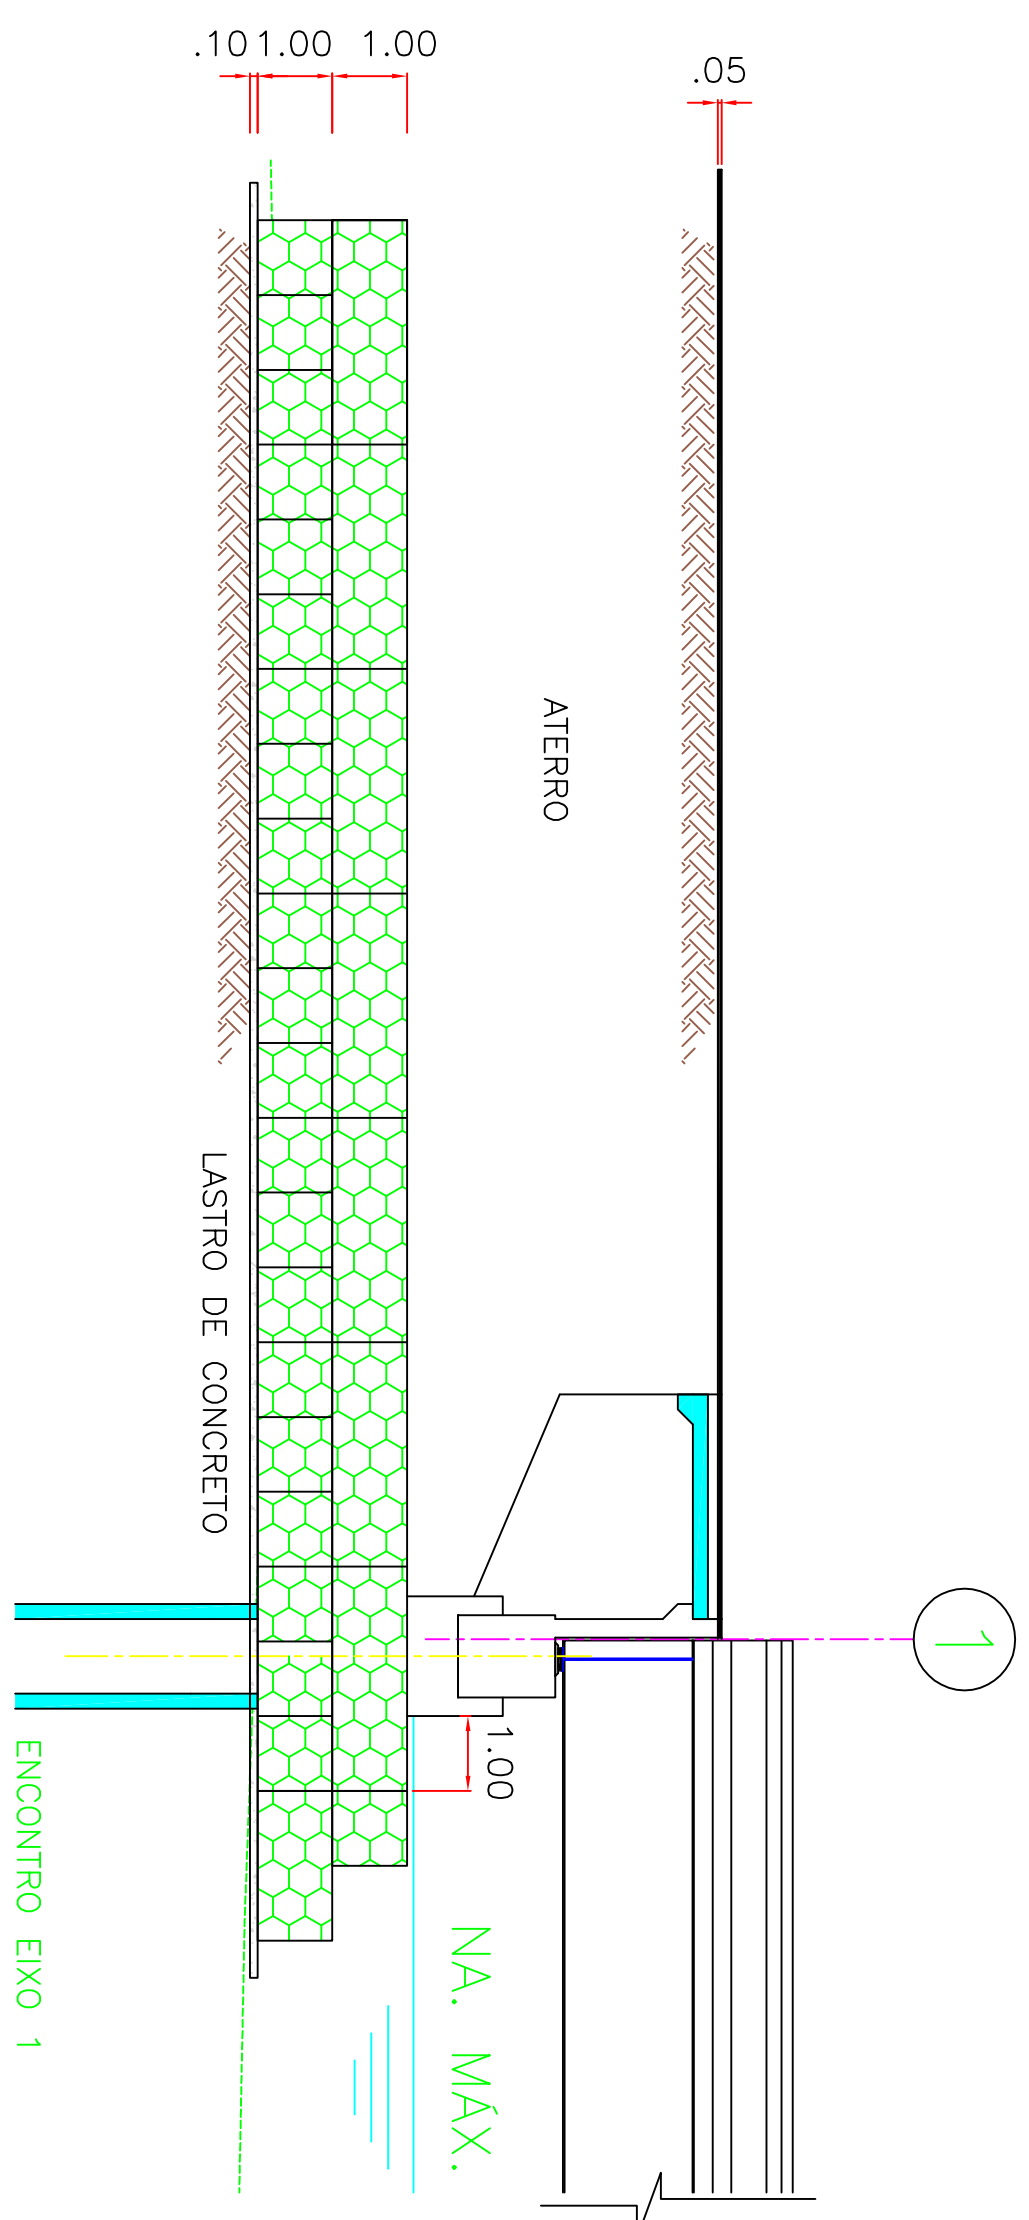 .10 1.00 1.00
.05
ATERRO
LASTRO DE CONCRETO
1
1.00
NA. MÁX.
ENCONTRO EIXO 1